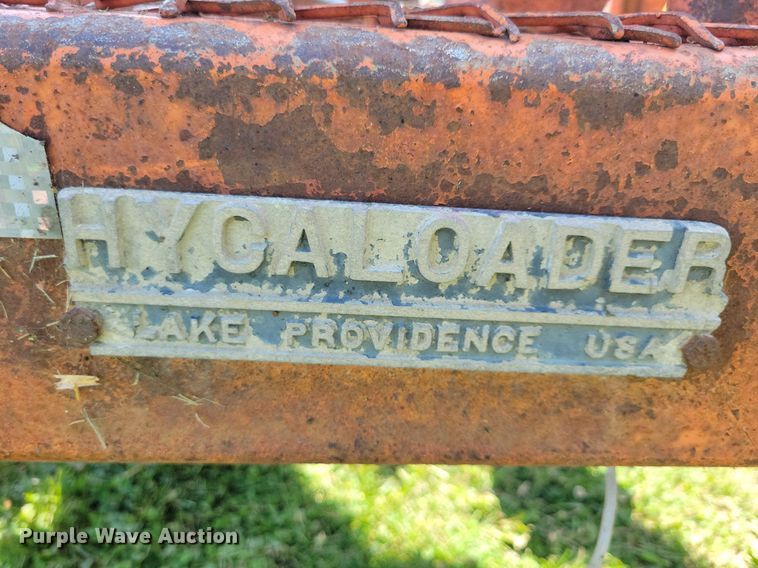 HYCALOADER
LAKE PROVIDENCE USA
Purple Wave Auction